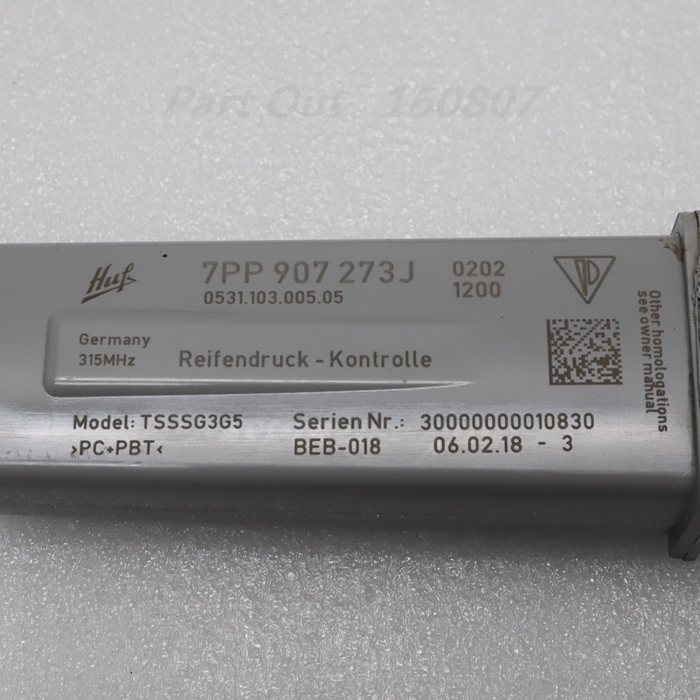 Part Out 160807
Huf
7PP 907 273J
0202
0531.103.005.05
1200
Germany
315MHz
Reifendruck - Kontrolle
Other homologations
see owner manual
Model: TSSSG3G5 Serien Nr.: 30000000010830
>PC+PBT< BEB-018 06.02.18 - 3